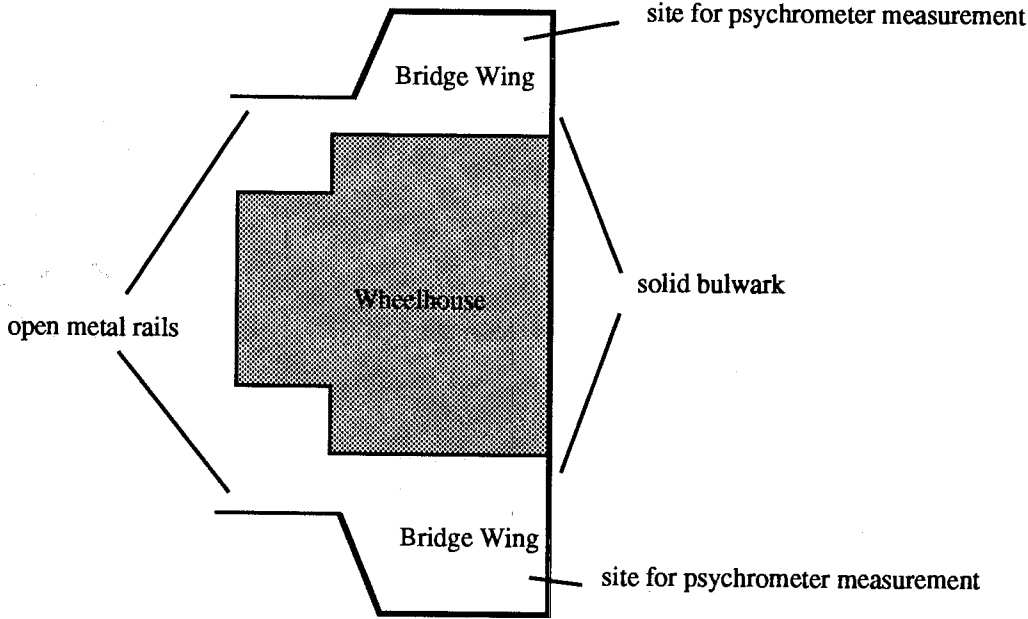 site for psychrometer measurement
Bridge Wing
solid bulwark
Wheelhouse
open metal rails
Bridge Wing
site for psychrometer measurement